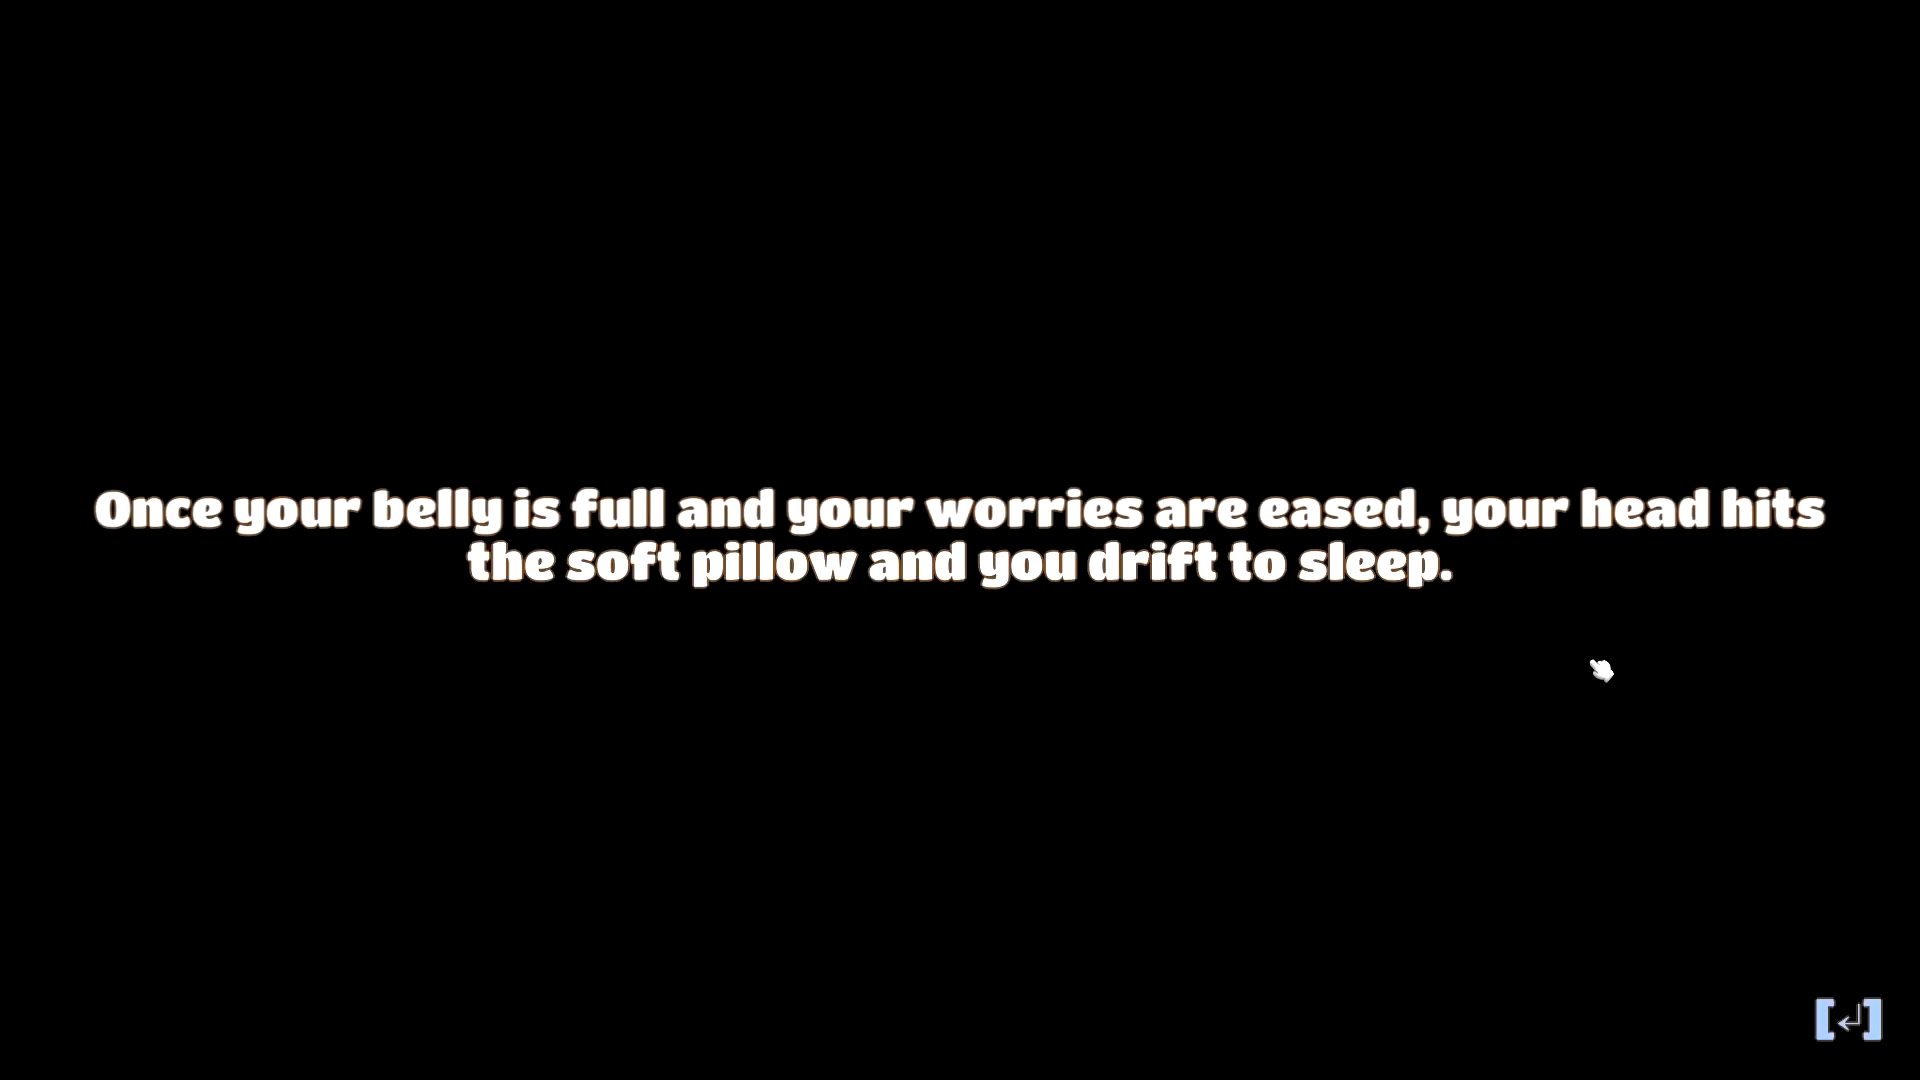 Once your belly is full and your worries are eased, your head hits
the soft pillow and you drift to sleep.
[↵]